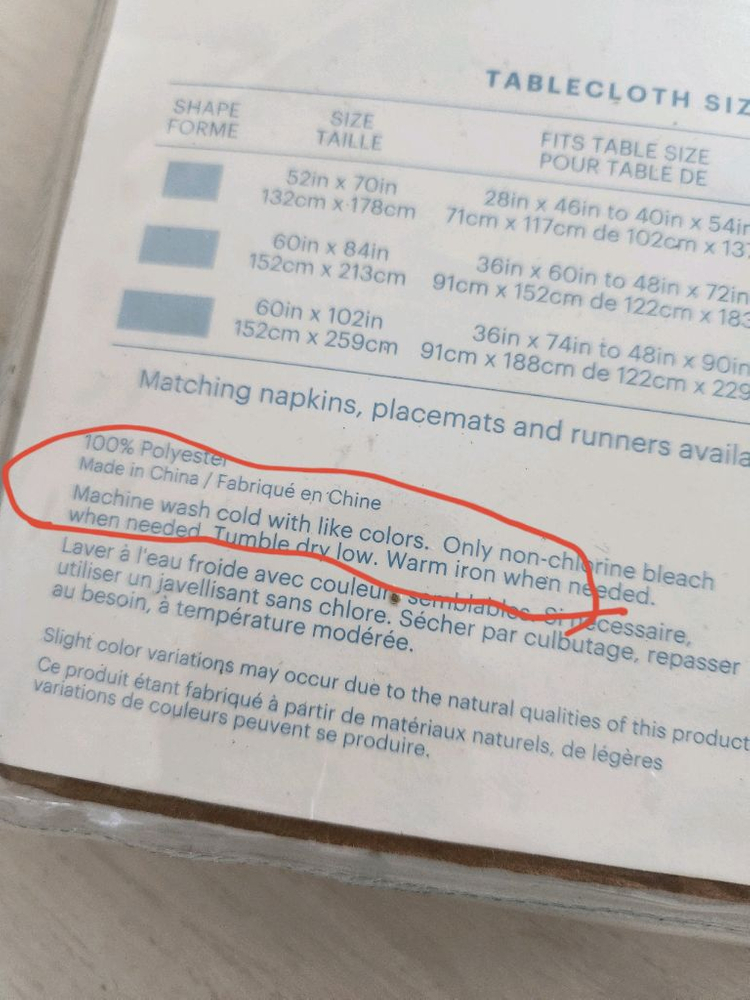 TABLECLOTH
SHAPE
FORME
SIZE
TAILLE
FITS TABLE SIZE
POUR TABLE DE
52in x 70in
132cm x 178cm
28in x 46in to 40in x 54in
71cm x 117cm de 102cm x
60in x 84in
152cm x 213cm
36in x 60in to 48in x 72in
91cm x 152cm de 122cm x
60in x 102in
152cm x 259cm
36in x 74in to 48in x 90in
91cm x 188cm de 122cm x
Matching napkins, placemats and runners
100% Polyester
Made in China / Fabriqué en Chine
Machine wash cold with like colors. Only non-chlorine bleach
when needed. Tumble dry low. Warm iron when needed.
Laver à l'eau froide avec couleurs semblables. Si nécessaire,
utiliser un javellisant sans chlore. Sécher par culbutage, repasser
au besoin, à température modérée.
Slight color variations may occur due to the natural qualities of this product
Ce produit étant fabriqué à partir de matériaux naturels, de légères
variations de couleurs peuvent se produire.